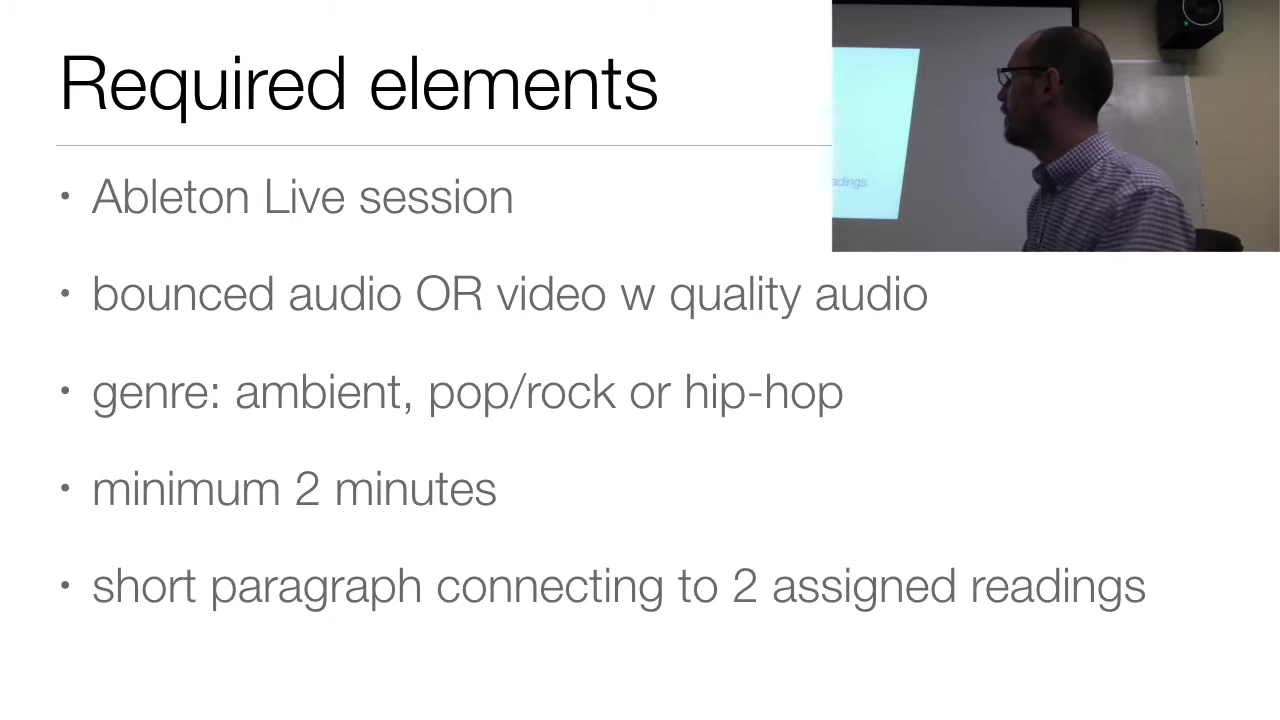 Required elements
• Ableton Live session
• bounced audio OR video w quality audio
• genre: ambient, pop/rock or hip-hop
• minimum 2 minutes
• short paragraph connecting to 2 assigned readings
adings